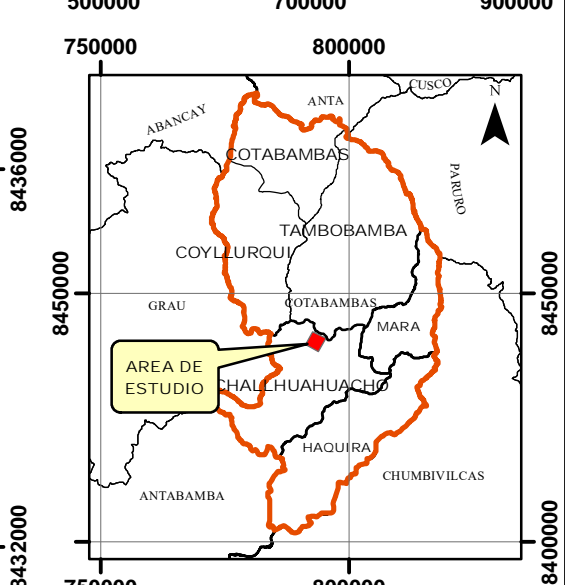 500000 700000 900000
750000 800000
ANTA
CUSCO
N
ABANCAY
8436000
COTABAMBAS
PARURO
TAMBOBAMBA
COYLLURQUI
8450000
GRAU
COTABAMBAS
8450000
MARA
AREA DE
ESTUDIO
CHALLHUAHUACHO
HAQUIRA
CHUMBIVILCAS
ANTABAMBA
8432000
8400000
750000 800000